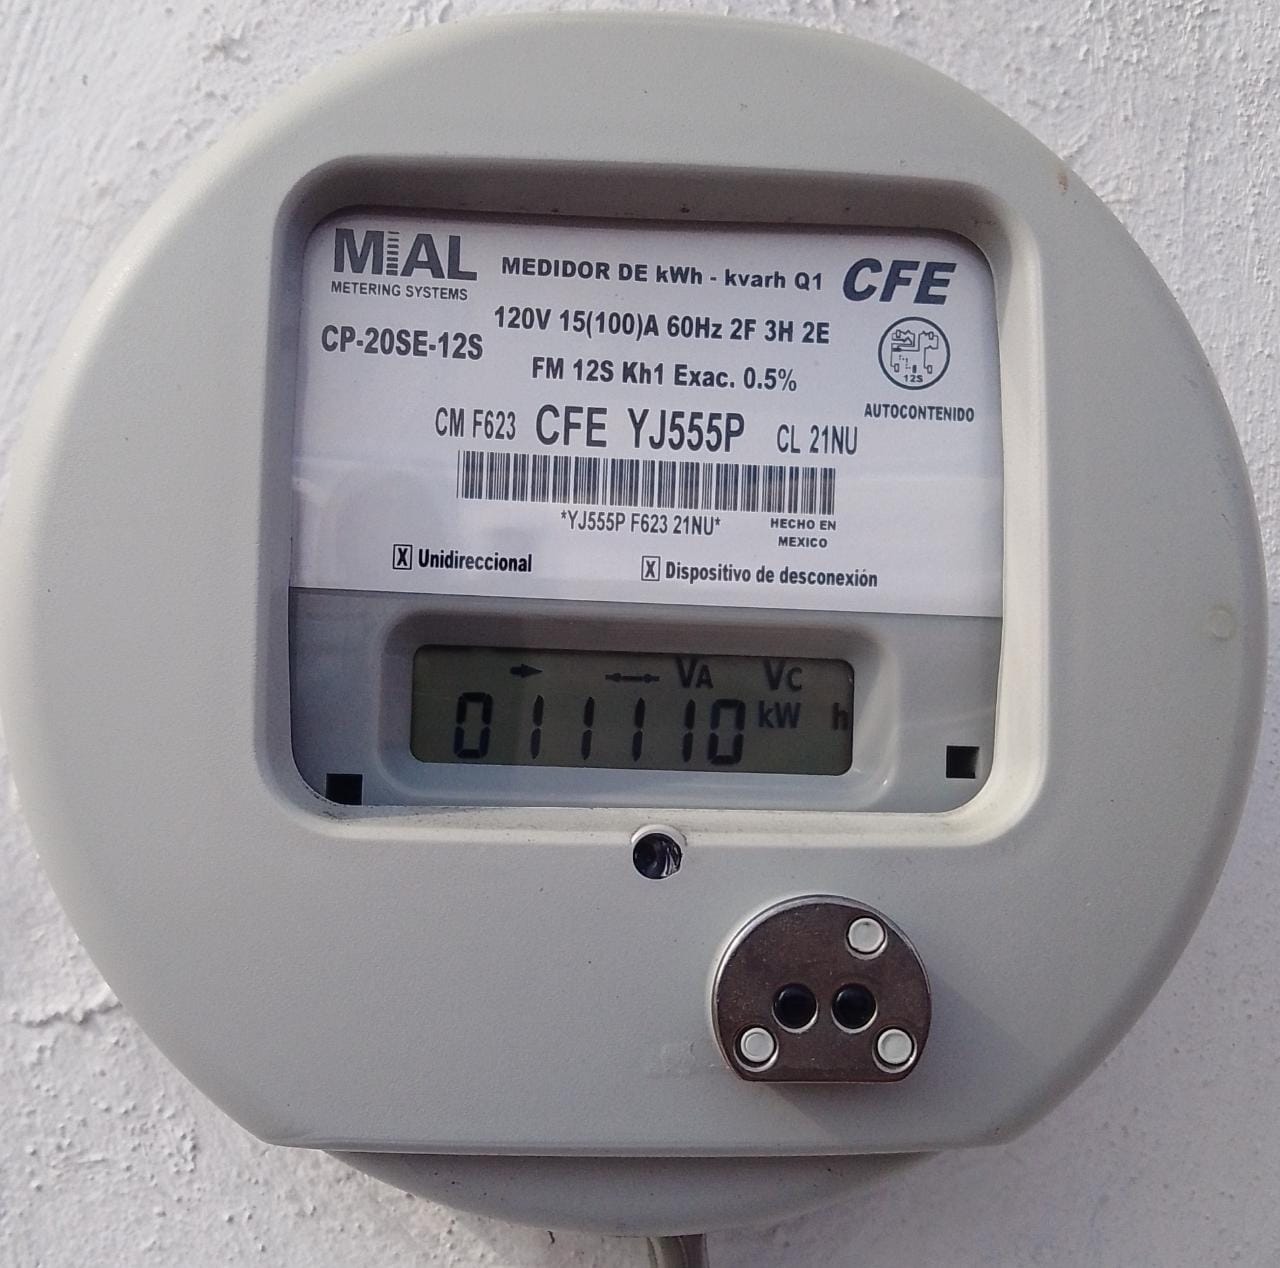 MIAL
METERING SYSTEMS
MEDIDOR DE kWh - kvarh Q1
CFE
CP-20SE-12S
120V 15(100)A 60Hz 2F 3H 2E
FM 12S Kh1 Exac. 0.5%
12S
AUTOCONTENIDO
CM F623 CFE YJ555P CL 21NU
*YJ555P F623 21NU*
HECHO EN
MEXICO
X Unidireccional
X Dispositivo de desconexión
VA VC
011110 kW h